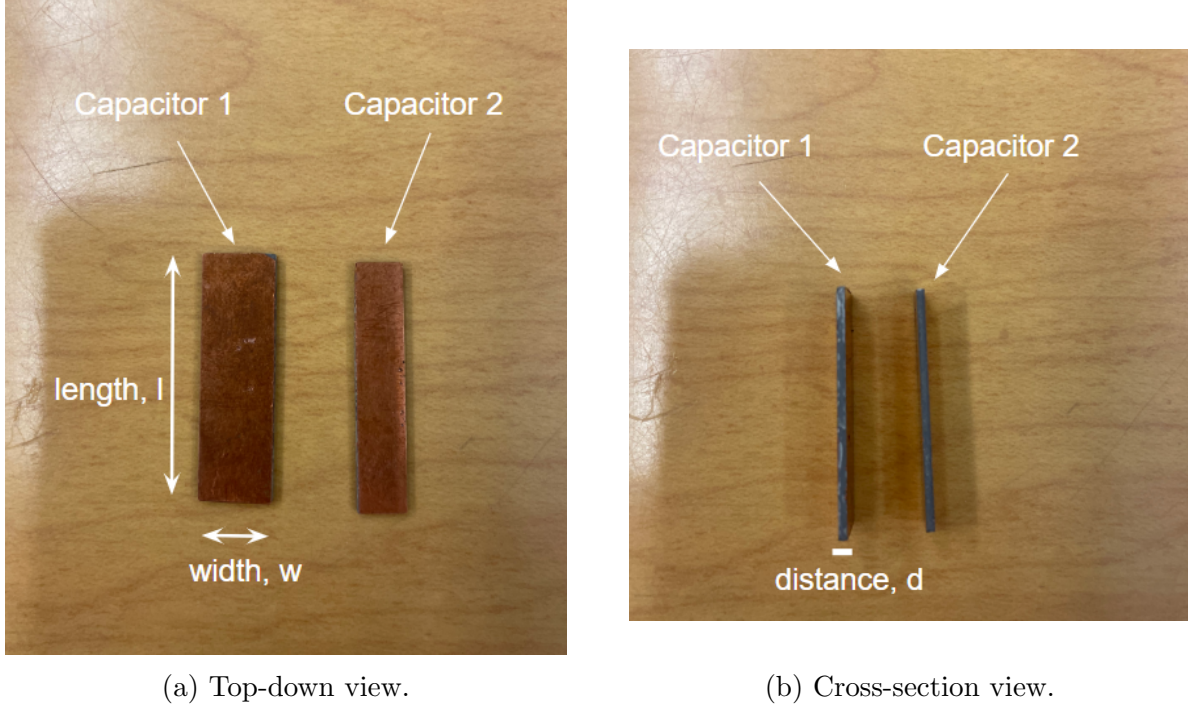 Capacitor 1
Capacitor 2
length, l
width, w
(a) Top-down view.
Capacitor 1
Capacitor 2
distance, d
(b) Cross-section view.